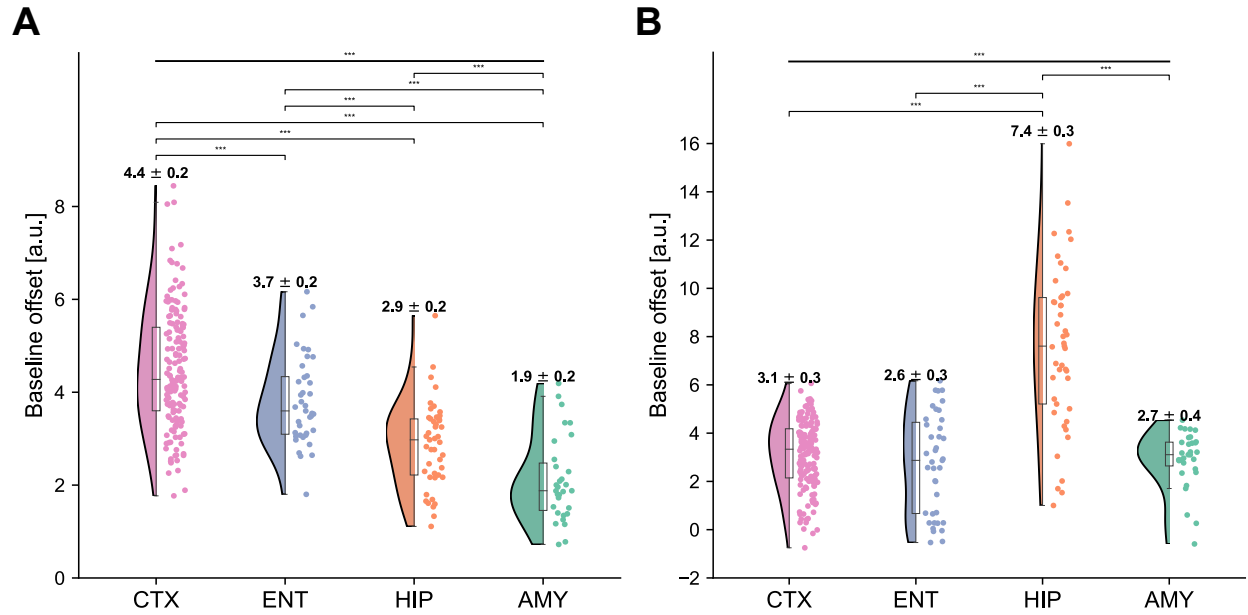 A
***
***
***
***
***
***
***
4.4 ± 0.2
3.7 ± 0.2
2.9 ± 0.2
1.9 ± 0.2
Baseline offset [a.u.]
8
6
4
2
0
CTX ENT HIP AMY
B
***
***
***
***
7.4 ± 0.3
3.1 ± 0.3
2.6 ± 0.3
2.7 ± 0.4
Baseline offset [a.u.]
16
14
12
10
8
6
4
2
0
−2
CTX ENT HIP AMY